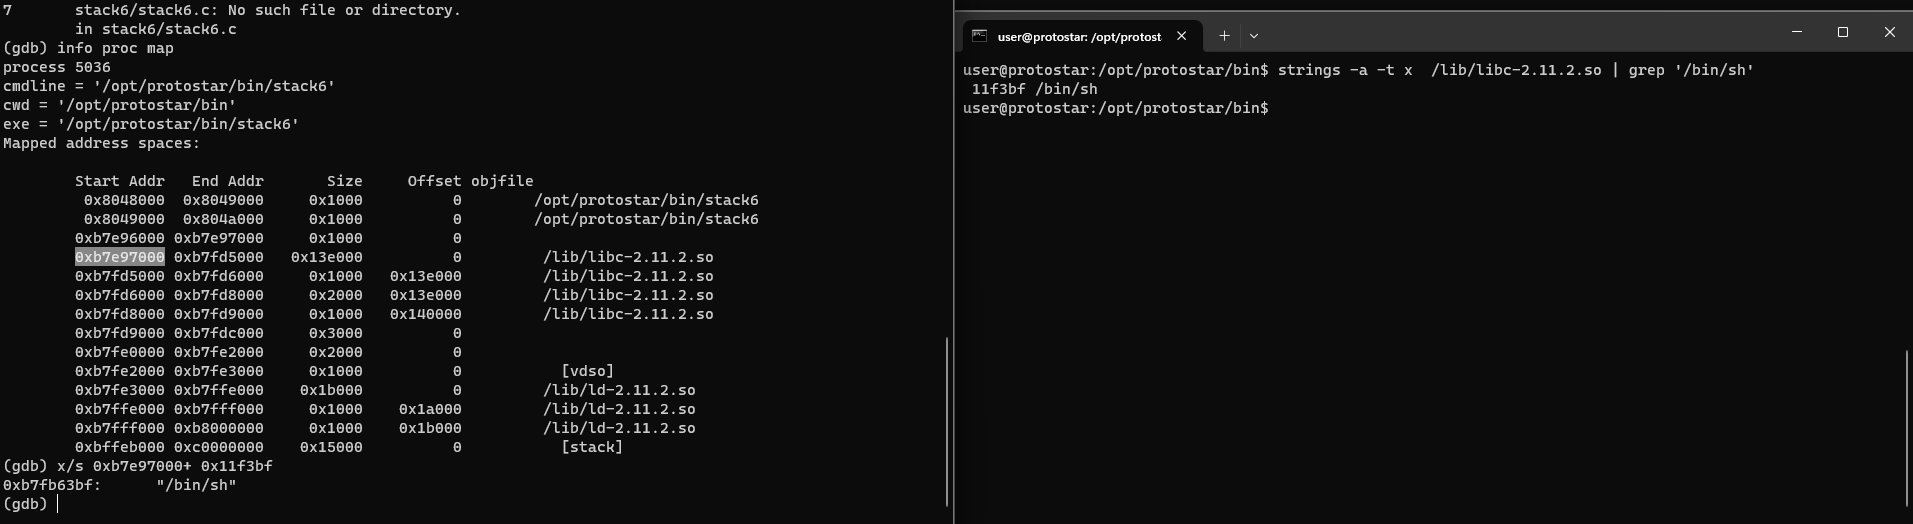 7       stack6/stack6.c: No such file or directory.
        in stack6/stack6.c
(gdb) info proc map
process 5036
cmdline = '/opt/protostar/bin/stack6'
cwd = '/opt/protostar/bin'
exe = '/opt/protostar/bin/stack6'
Mapped address spaces:
        Start Addr   End Addr       Size     Offset objfile
         0x8048000  0x8049000     0x1000          0        /opt/protostar/bin/stack6
         0x8049000  0x804a000     0x1000          0        /opt/protostar/bin/stack6
        0xb7e96000 0xb7e97000     0x1000          0
        0xb7e97000 0xb7fd5000   0x13e000          0         /lib/libc-2.11.2.so
        0xb7fd5000 0xb7fd6000     0x1000   0x13e000         /lib/libc-2.11.2.so
        0xb7fd6000 0xb7fd8000     0x2000   0x13e000         /lib/libc-2.11.2.so
        0xb7fd8000 0xb7fd9000     0x1000   0x140000         /lib/libc-2.11.2.so
        0xb7fd9000 0xb7fdc000     0x3000          0
        0xb7fe0000 0xb7fe2000     0x2000          0
        0xb7fe2000 0xb7fe3000     0x1000          0           [vdso]
        0xb7fe3000 0xb7ffe000    0x1b000          0         /lib/ld-2.11.2.so
        0xb7ffe000 0xb7fff000     0x1000    0x1a000         /lib/ld-2.11.2.so
        0xb7fff000 0xb8000000     0x1000    0x1b000         /lib/ld-2.11.2.so
        0xbffeb000 0xc0000000    0x15000          0           [stack]
(gdb) x/s 0xb7e97000+ 0x11f3bf
0xb7fb63bf:      "/bin/sh"
(gdb)
user@protostar: /opt/protost
user@protostar:/opt/protostar/bin$ strings -a -t x  /lib/libc-2.11.2.so | grep '/bin/sh'
 11f3bf /bin/sh
user@protostar:/opt/protostar/bin$